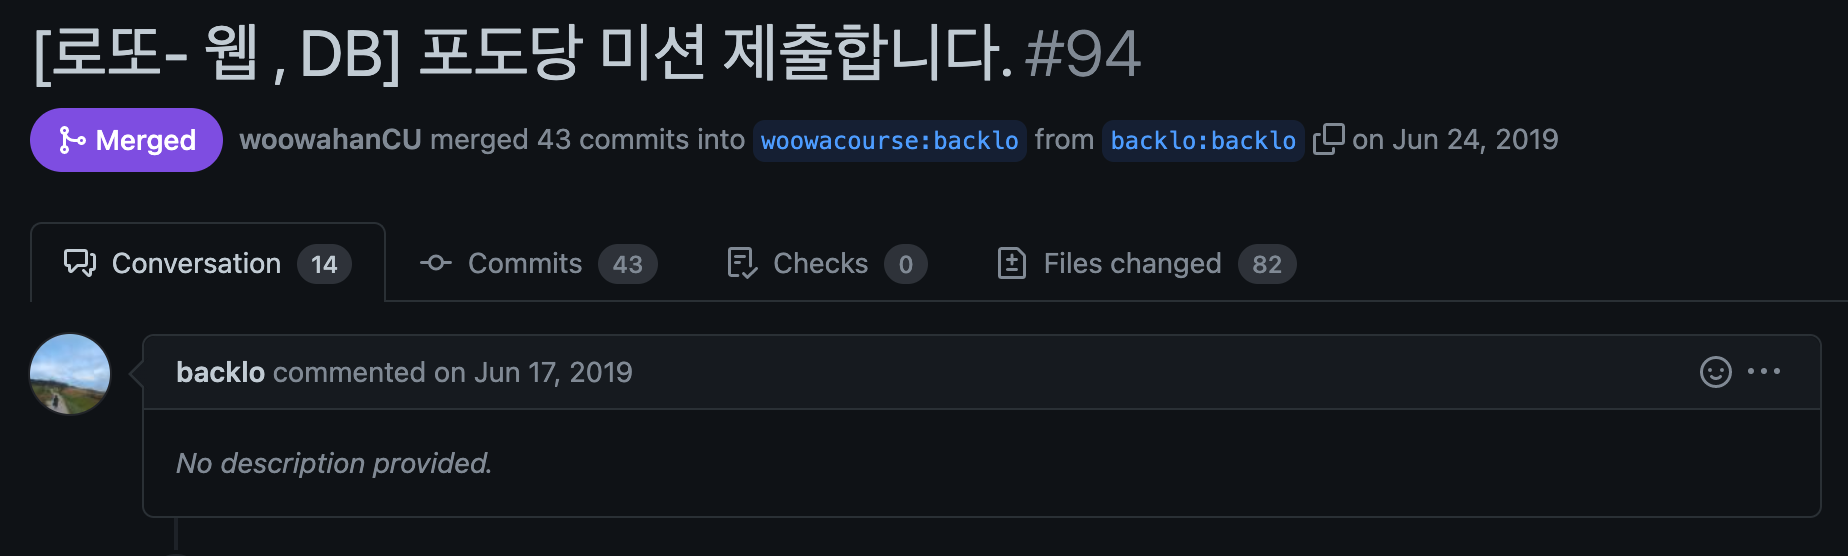 [로또- 웹 , DB] 포도당 미션 제출합니다. #94
Merged woowahanCU merged 43 commits into woowacourse:backlo from backlo:backlo on Jun 24, 2019
Conversation 14 Commits 43 Checks 0 Files changed 82
backlo commented on Jun 17, 2019
No description provided.